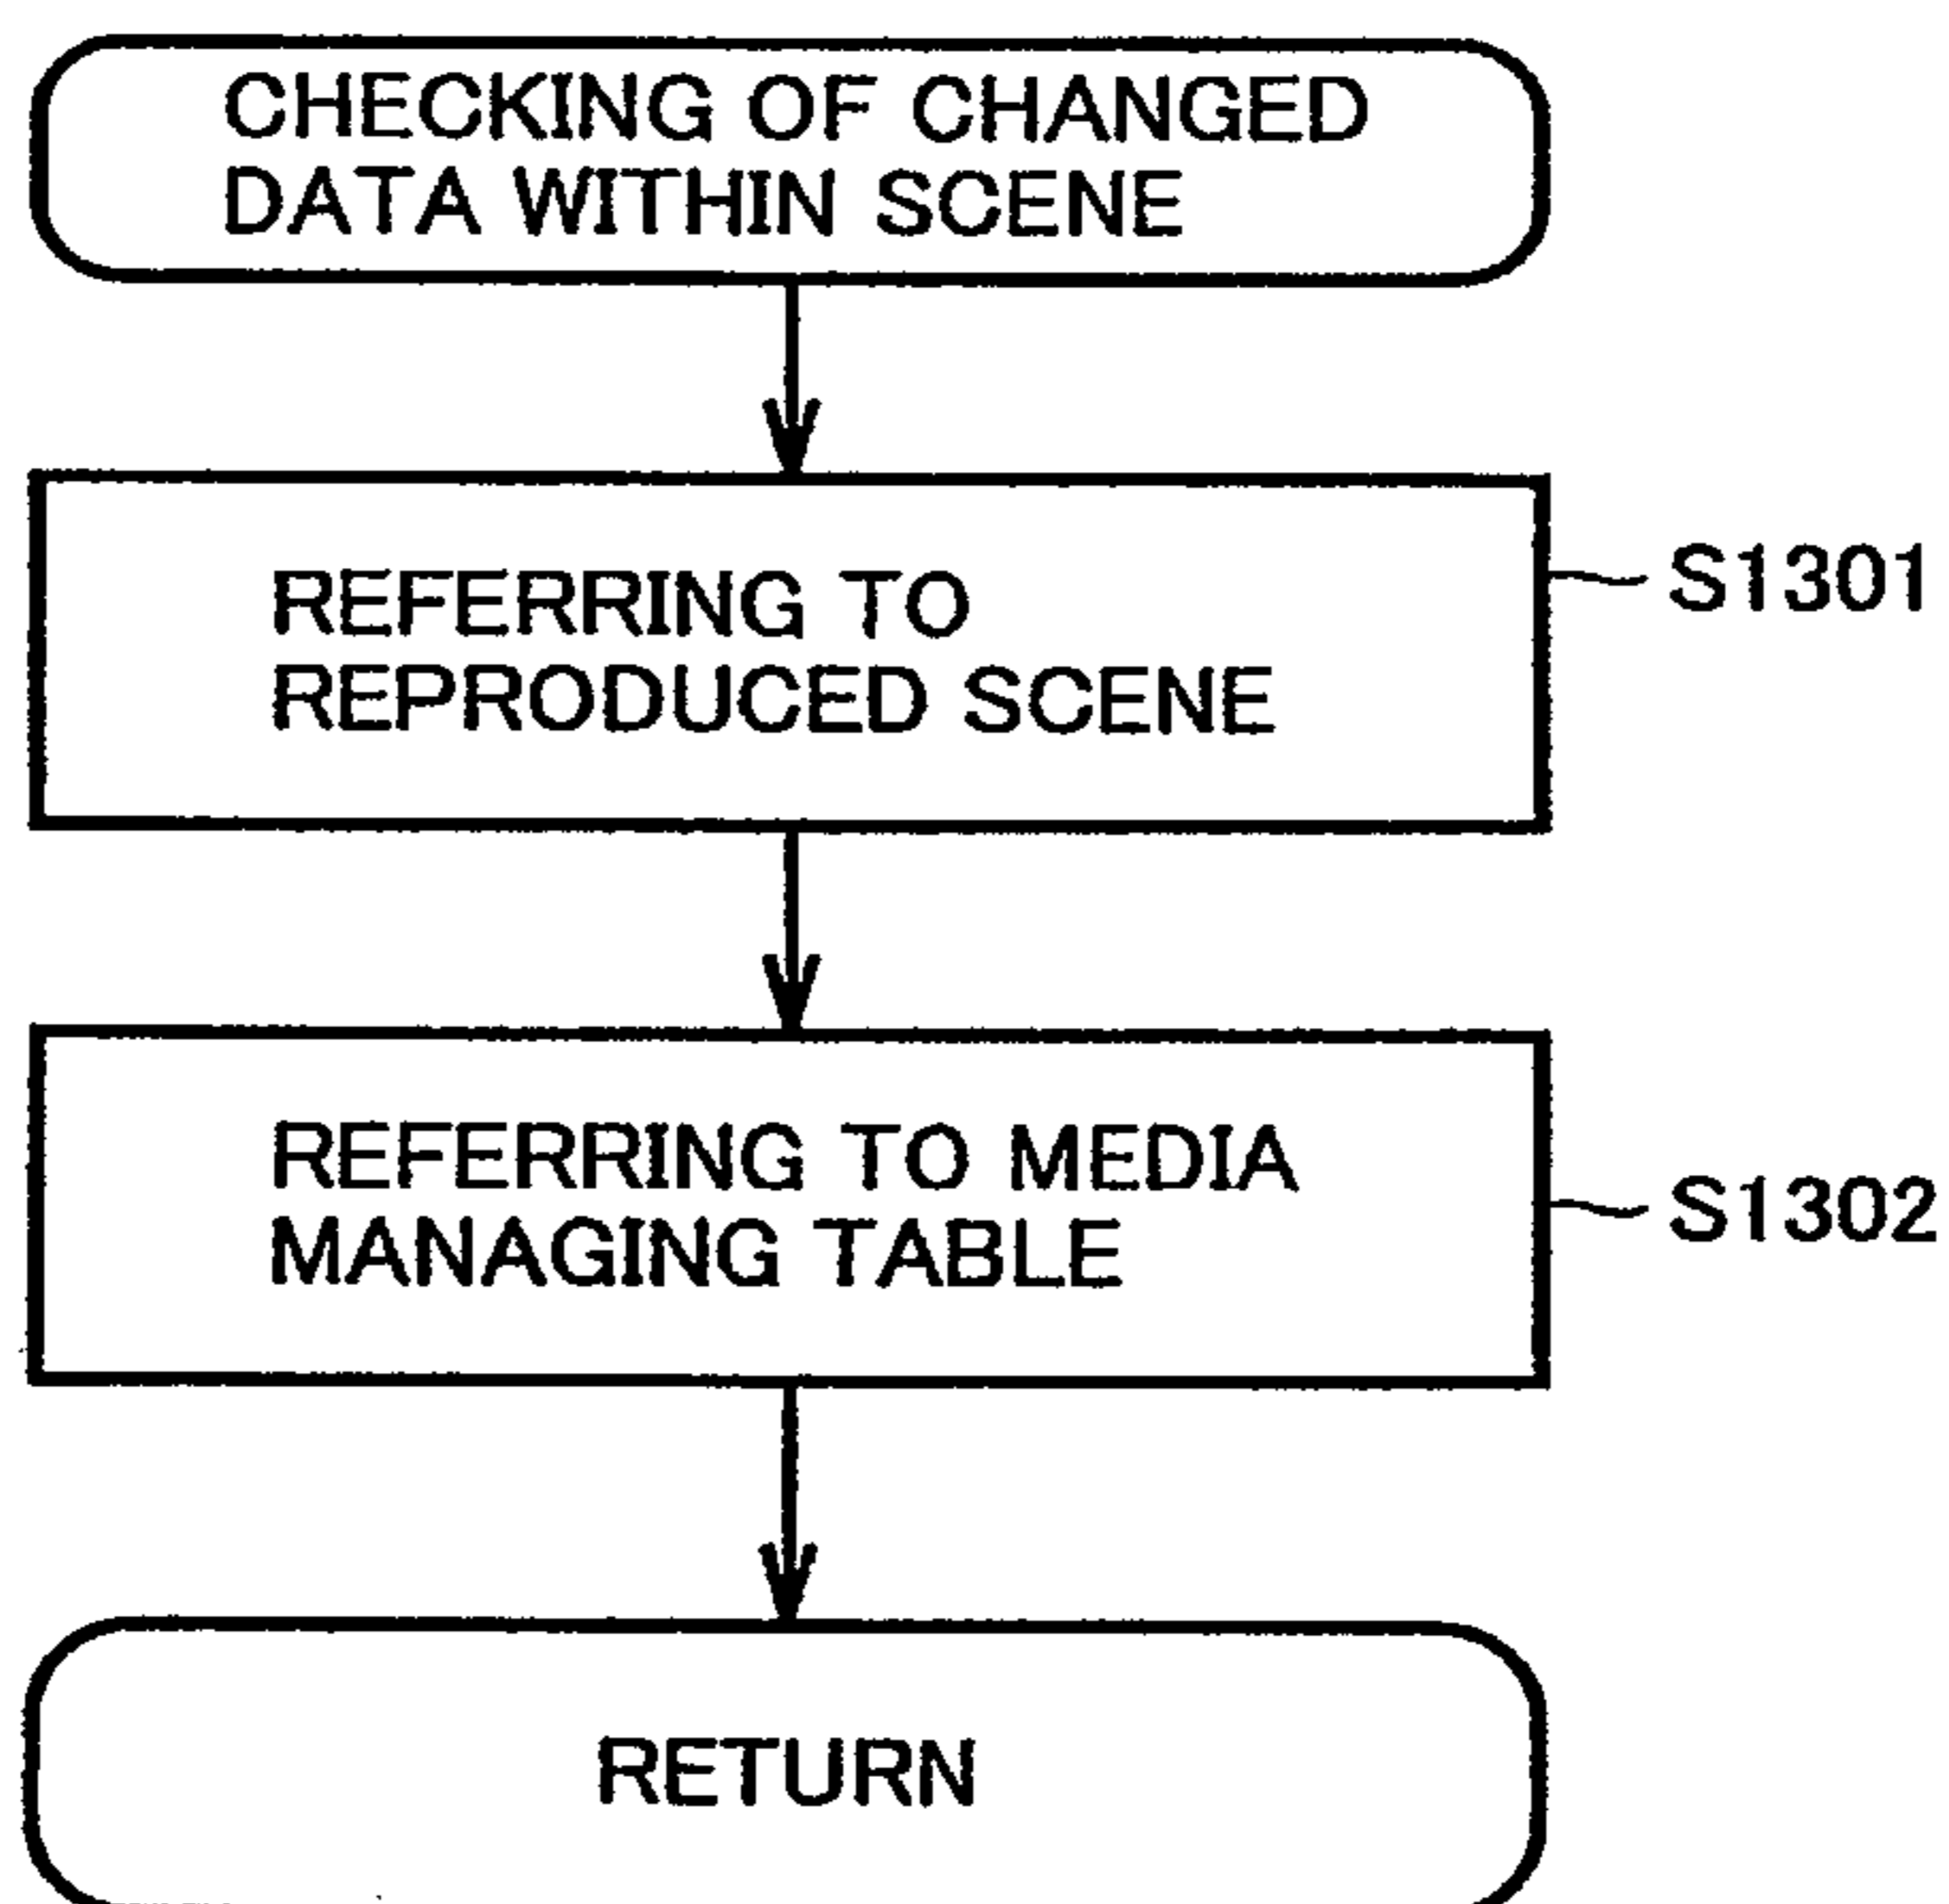 CHECKING OF CHANGED
DATA WITHIN SCENE
REFERRING TO
REPRODUCED SCENE
S1301
REFERRING TO MEDIA
MANAGING TABLE
S1302
RETURN